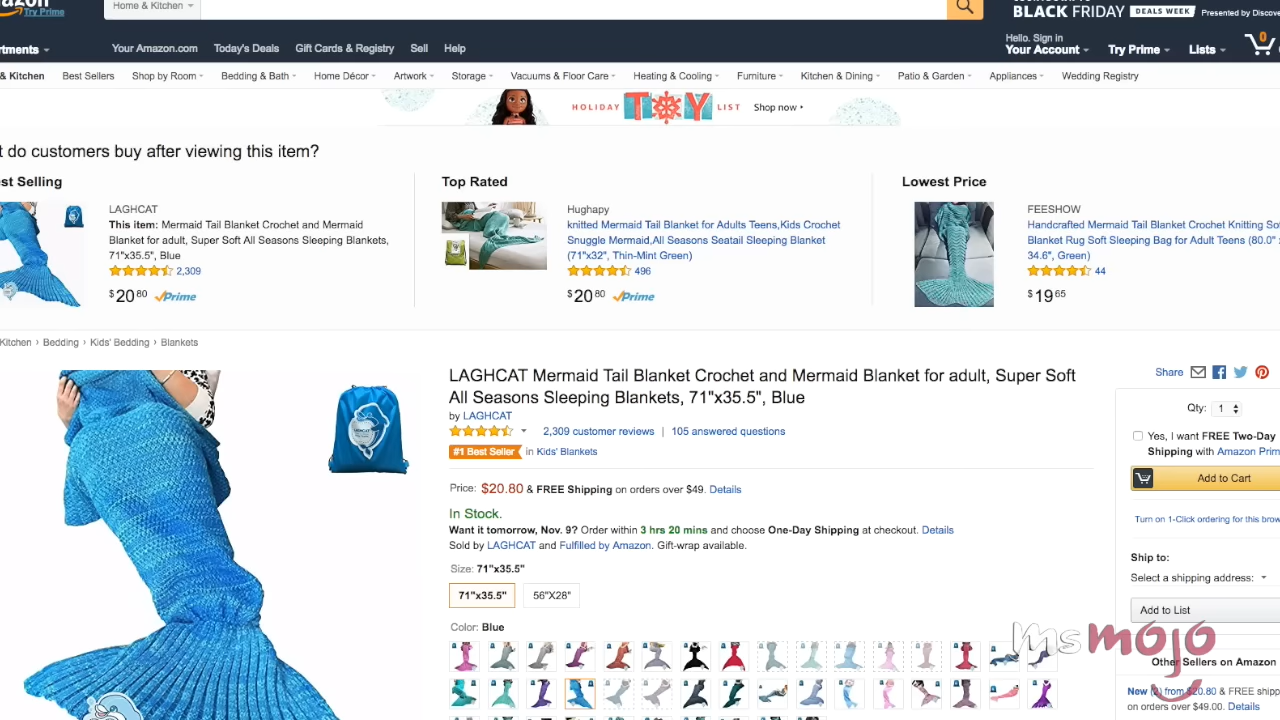 Try Prime
Home & Kitchen
BLACK FRIDAY DEALS WEEK Presented by Discove
Hello. Sign in
0
rtments
Your Amazon.com Today's Deals Gift Cards & Registry Sell Help
Your Account Try Prime Lists
& Kitchen Best Sellers Shop by Room Bedding & Bath Home Décor Artwork Storage Vacuums & Floor Care Heating & Cooling Furniture Kitchen & Dining Patio & Garden Appliances Wedding Registry
HOLIDAY TOY LIST Shop now
t do customers buy after viewing this item?
st Selling
Top Rated
Lowest Price
LAGHCAT
This item: Mermaid Tail Blanket Crochet and Mermaid
Blanket for adult, Super Soft All Seasons Sleeping Blankets,
71"x35.5", Blue
2,309
$20 80 Prime
Hughapy
knitted Mermaid Tail Blanket for Adults Teens,Kids Crochet
Snuggle Mermaid,All Seasons Seatail Sleeping Blanket
(71"x32", Thin-Mint Green)
496
$20 80 Prime
FEESHOW
Handcrafted Mermaid Tail Blanket Crochet Knitting Sof
Blanket Rug Soft Sleeping Bag for Adult Teens (80.0" x
34.6", Green)
44
$19 65
Kitchen › Bedding › Kids' Bedding › Blankets
LAGHCAT Mermaid Tail Blanket Crochet and Mermaid Blanket for adult, Super Soft
All Seasons Sleeping Blankets, 71"x35.5", Blue
by LAGHCAT
2,309 customer reviews | 105 answered questions
#1 Best Seller in Kids' Blankets
Price: $20.80 & FREE Shipping on orders over $49. Details
In Stock.
Want it tomorrow, Nov. 9? Order within 3 hrs 20 mins and choose One-Day Shipping at checkout. Details
Sold by LAGHCAT and Fulfilled by Amazon. Gift-wrap available.
Size: 71"x35.5"
71"x35.5" 56"X28"
Color: Blue
Share
Qty: 1
Yes, I want FREE Two-Day
Shipping with Amazon Prim
Add to Cart
Turn on 1-Click ordering for this brow
Ship to:
Select a shipping address:
Add to List
msmojo
Other Sellers on Amazon
New from $20.80 & FREE shipp
on orders over $49.00. Details